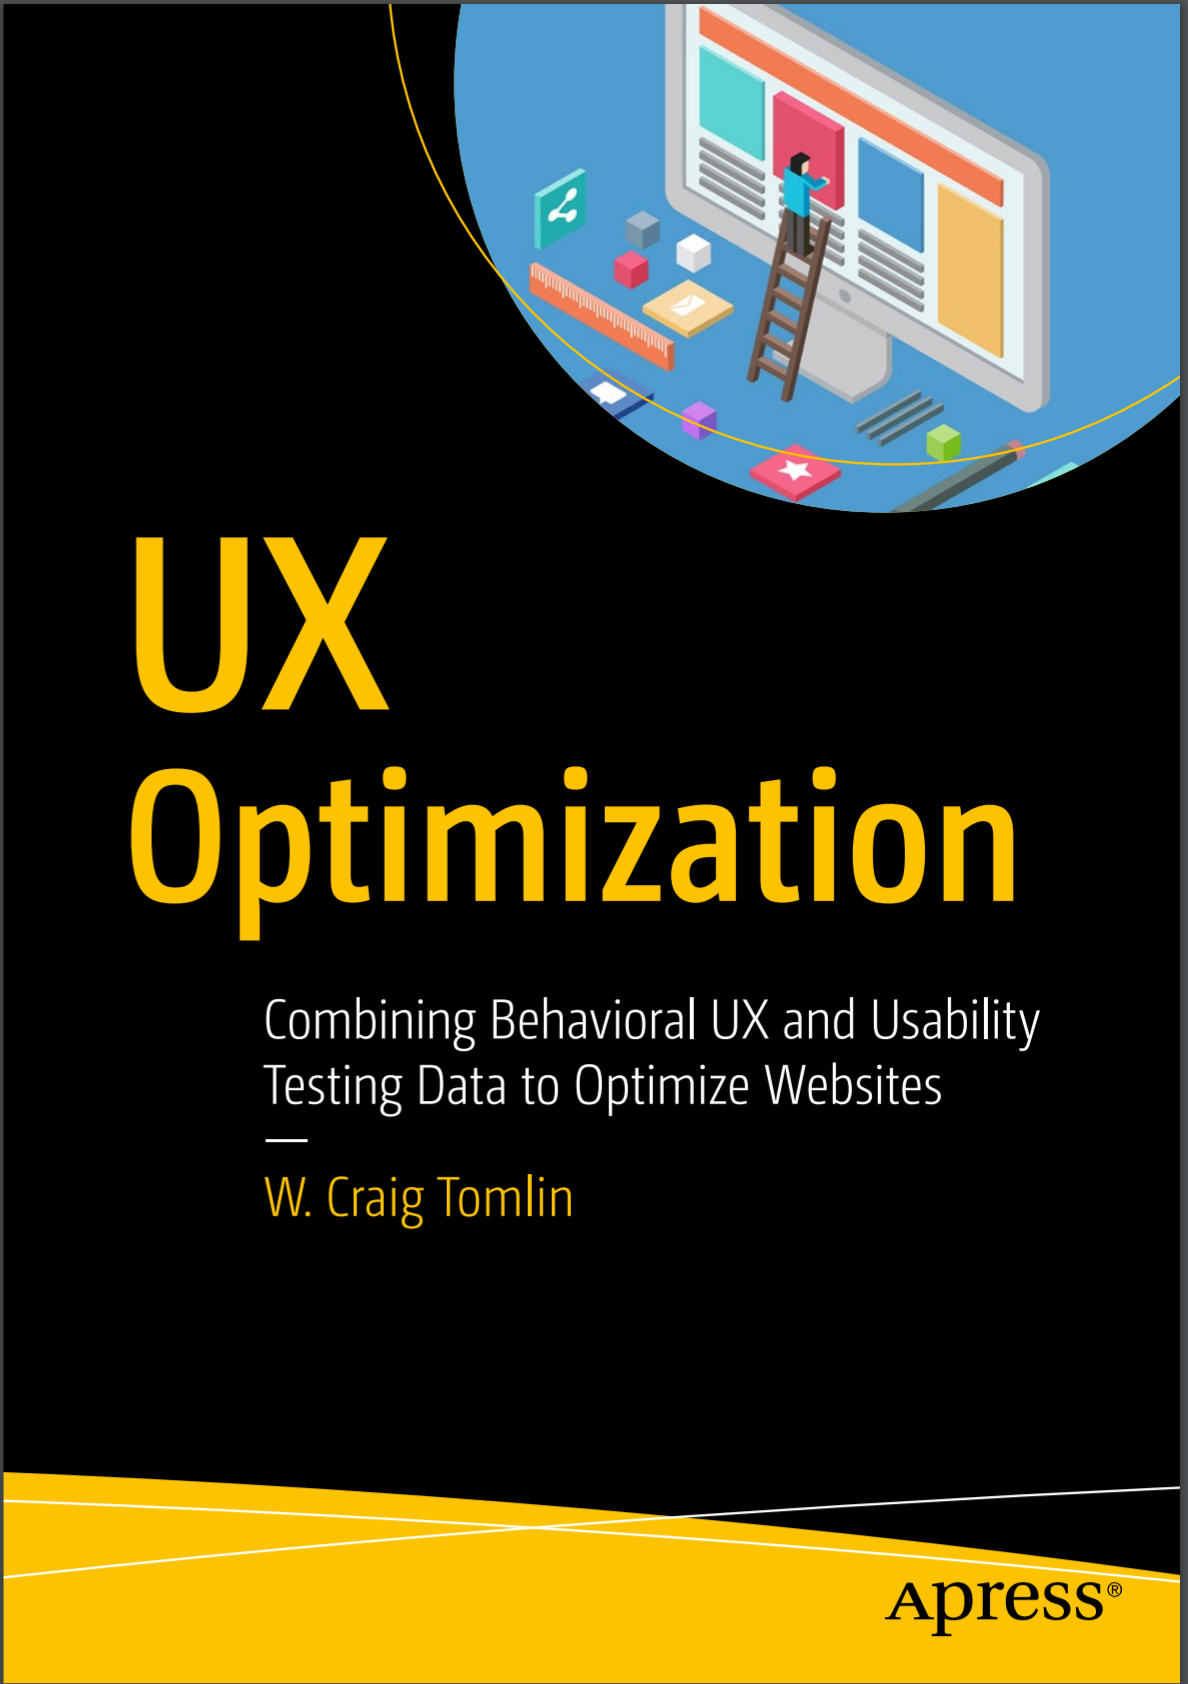 UX
Optimization
Combining Behavioral UX and Usability
Testing Data to Optimize Websites
W. Craig Tomlin
Apress®